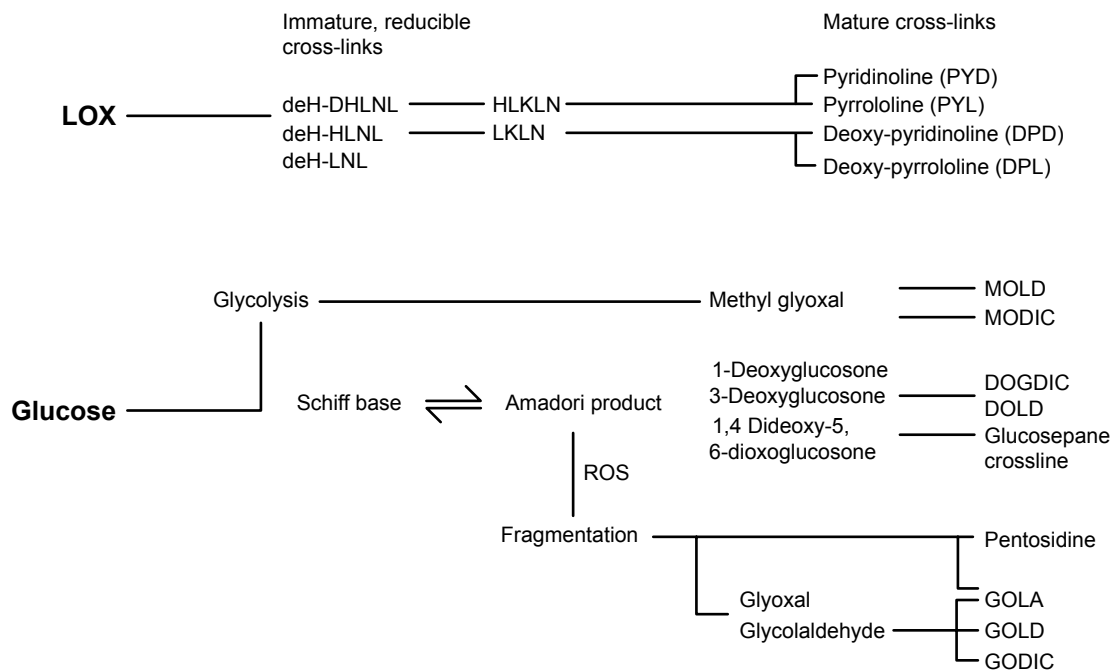 Immature, reducible
cross-links
Mature cross-links
LOX
deH-DHLNL
deH-HLNL
deH-LNL
HLKLN
LKLN
Pyridinoline (PYD)
Pyrrololine (PYL)
Deoxy-pyridinoline (DPD)
Deoxy-pyrrololine (DPL)
Glycolysis
Methyl glyoxal
MOLD
MODIC
Glucose
Schiff base
Amadori product
1-Deoxyglucosone
3-Deoxyglucosone
1,4 Dideoxy-5,
6-dioxoglucosone
DOGDIC
DOLD
Glucosepane
crossline
ROS
Fragmentation
Pentosidine
Glyoxal
Glycolaldehyde
GOLA
GOLD
GODIC